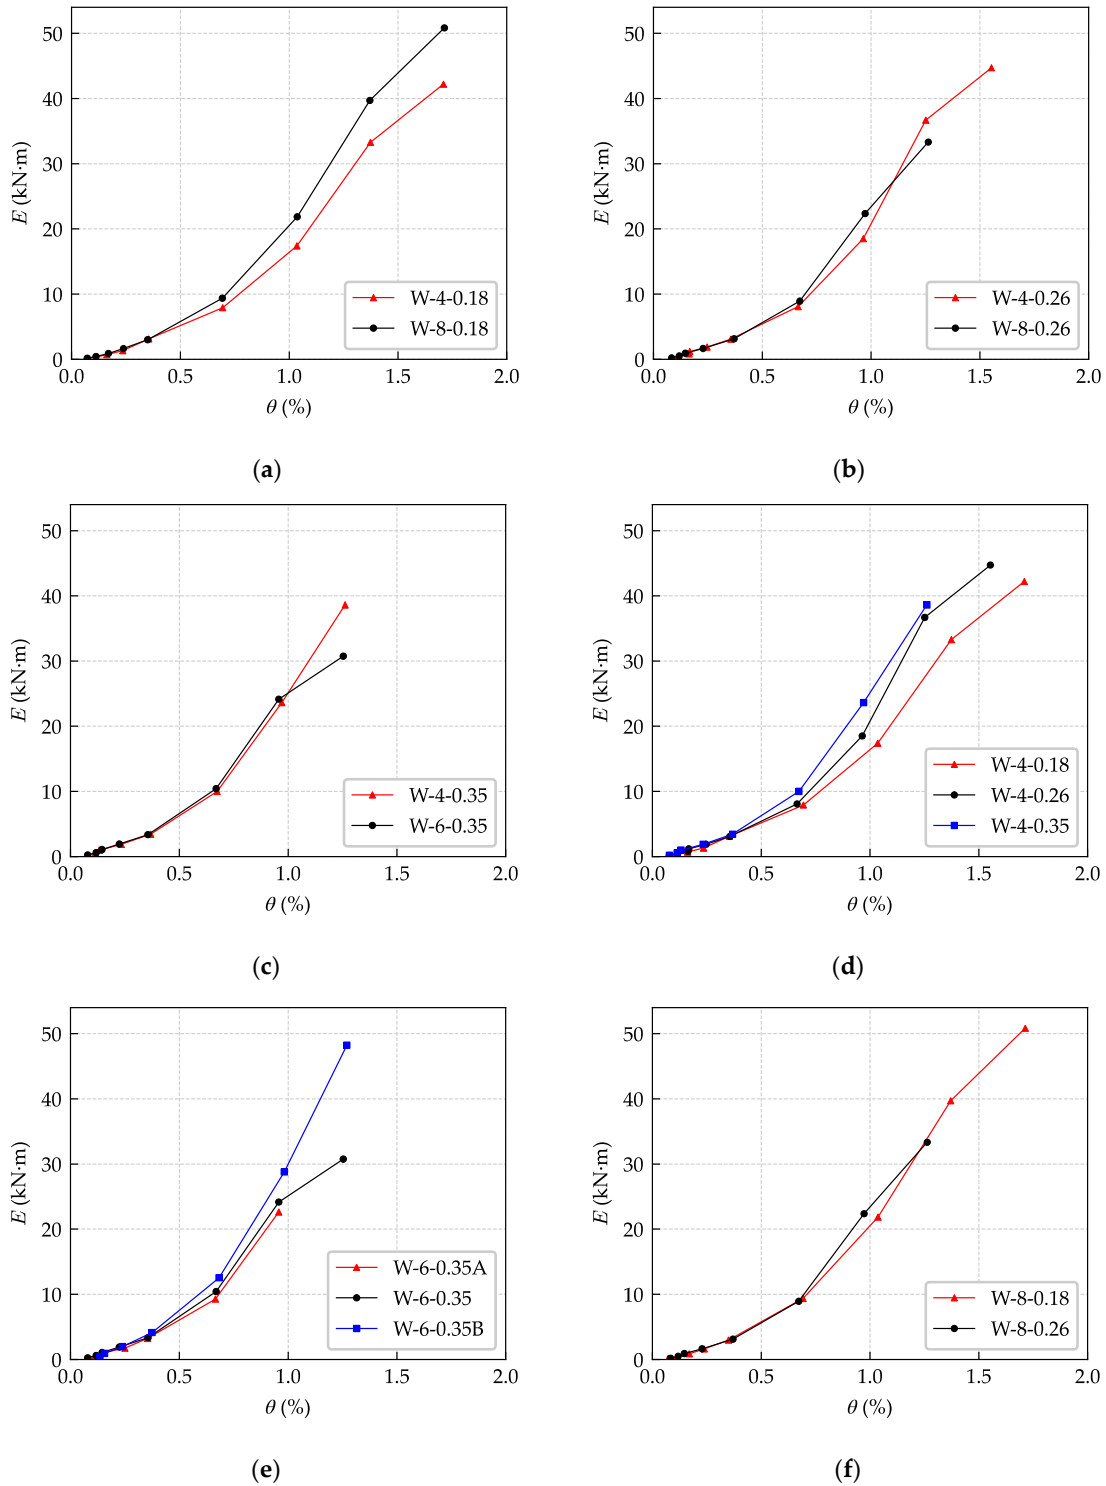 50
40
30
20
10
0
E (kN·m)
W-4-0.18
W-8-0.18
0.0 0.5 1.0 1.5 2.0
θ (%)
(a)
50
40
30
20
10
0
E (kN·m)
W-4-0.26
W-8-0.26
0.0 0.5 1.0 1.5 2.0
θ (%)
(b)
50
40
30
20
10
0
E (kN·m)
W-4-0.35
W-6-0.35
0.0 0.5 1.0 1.5 2.0
θ (%)
(c)
50
40
30
20
10
0
E (kN·m)
W-4-0.18
W-4-0.26
W-4-0.35
0.0 0.5 1.0 1.5 2.0
θ (%)
(d)
50
40
30
20
10
0
E (kN·m)
W-6-0.35A
W-6-0.35
W-6-0.35B
0.0 0.5 1.0 1.5 2.0
θ (%)
(e)
50
40
30
20
10
0
E (kN·m)
W-8-0.18
W-8-0.26
0.0 0.5 1.0 1.5 2.0
θ (%)
(f)